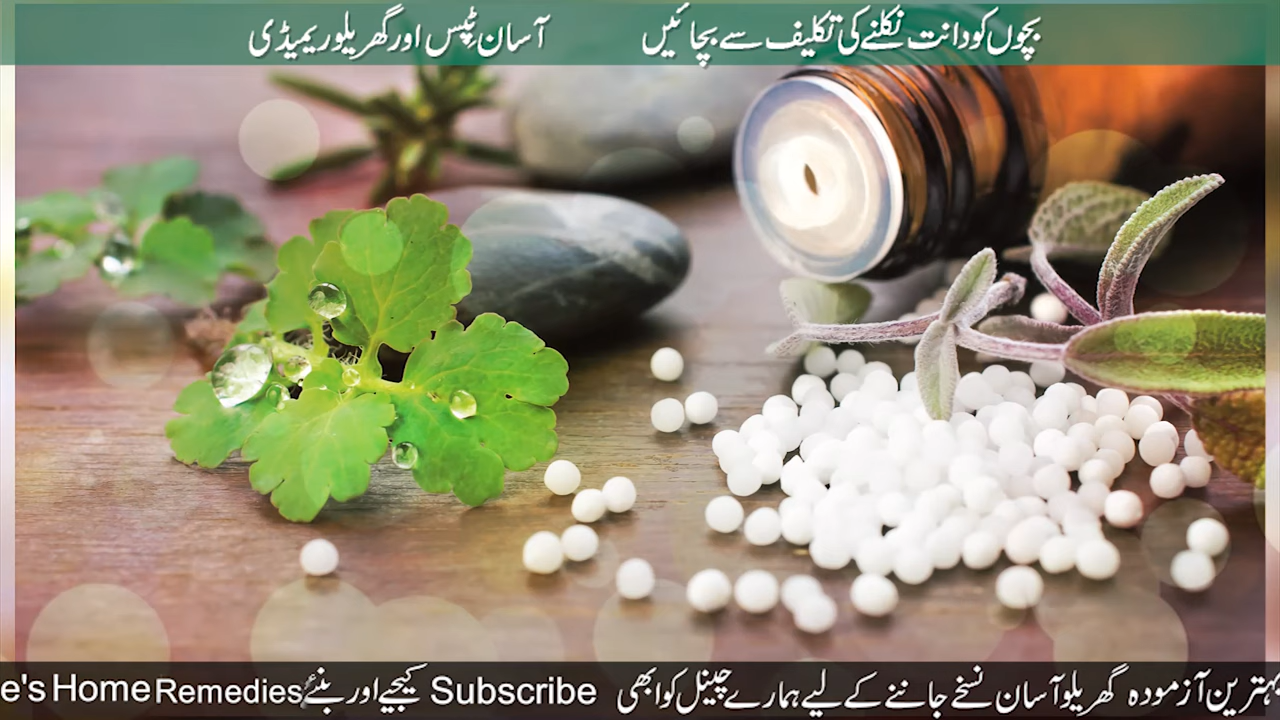 بچوں کو دانت نکلنے کی تکلیف سے بچائیں آسان ٹپس اور گھریلو ریمیڈی
بہترین آزمودہ گھریلو آسان نسخے جاننے کے لیے ہمارے چینل کو ابھی Subscribe کیجیے اور بنئے e's Home Remedies